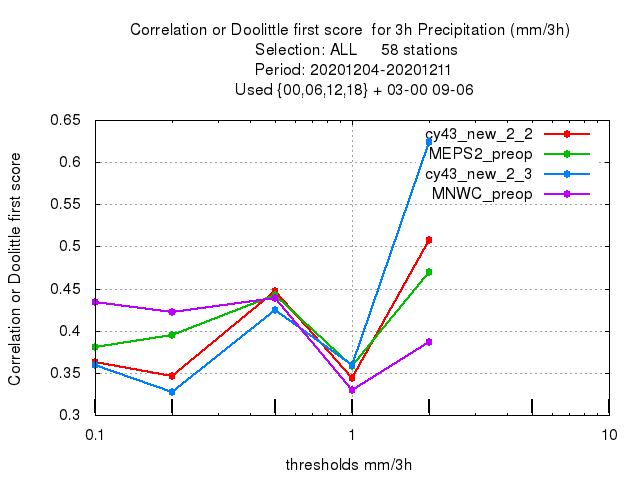 Correlation or Doolittle first score  for 3h Precipitation (mm/3h)
Selection: ALL     58 stations
Period: 20201204-20201211
Used {00,06,12,18} + 03-00 09-06
cy43_new_2_2
MEPS2_preop
cy43_new_2_3
MNWC_preop
Correlation or Doolittle first score
0.65
0.6
0.55
0.5
0.45
0.4
0.35
0.3
0.1
1
10
thresholds mm/3h